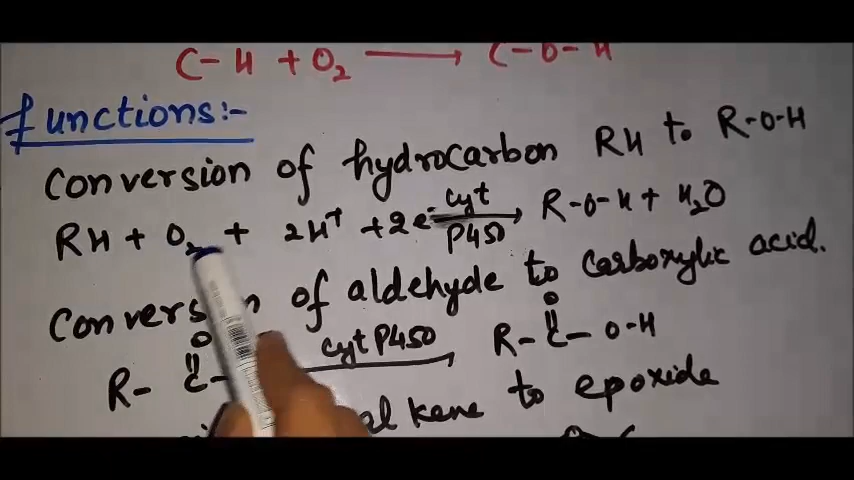 C-H + O2 → C-O-H
functions:-
Conversion of hydrocarbon RH to R-O-H
RH + O2 + 2H+ + 2e- cyt P450 → R-O-H + H2O
Conversion of aldehyde to carboxylic acid.
R-C(=O)- cyt P450 → R-C(=O)-O-H
alkene to epoxide